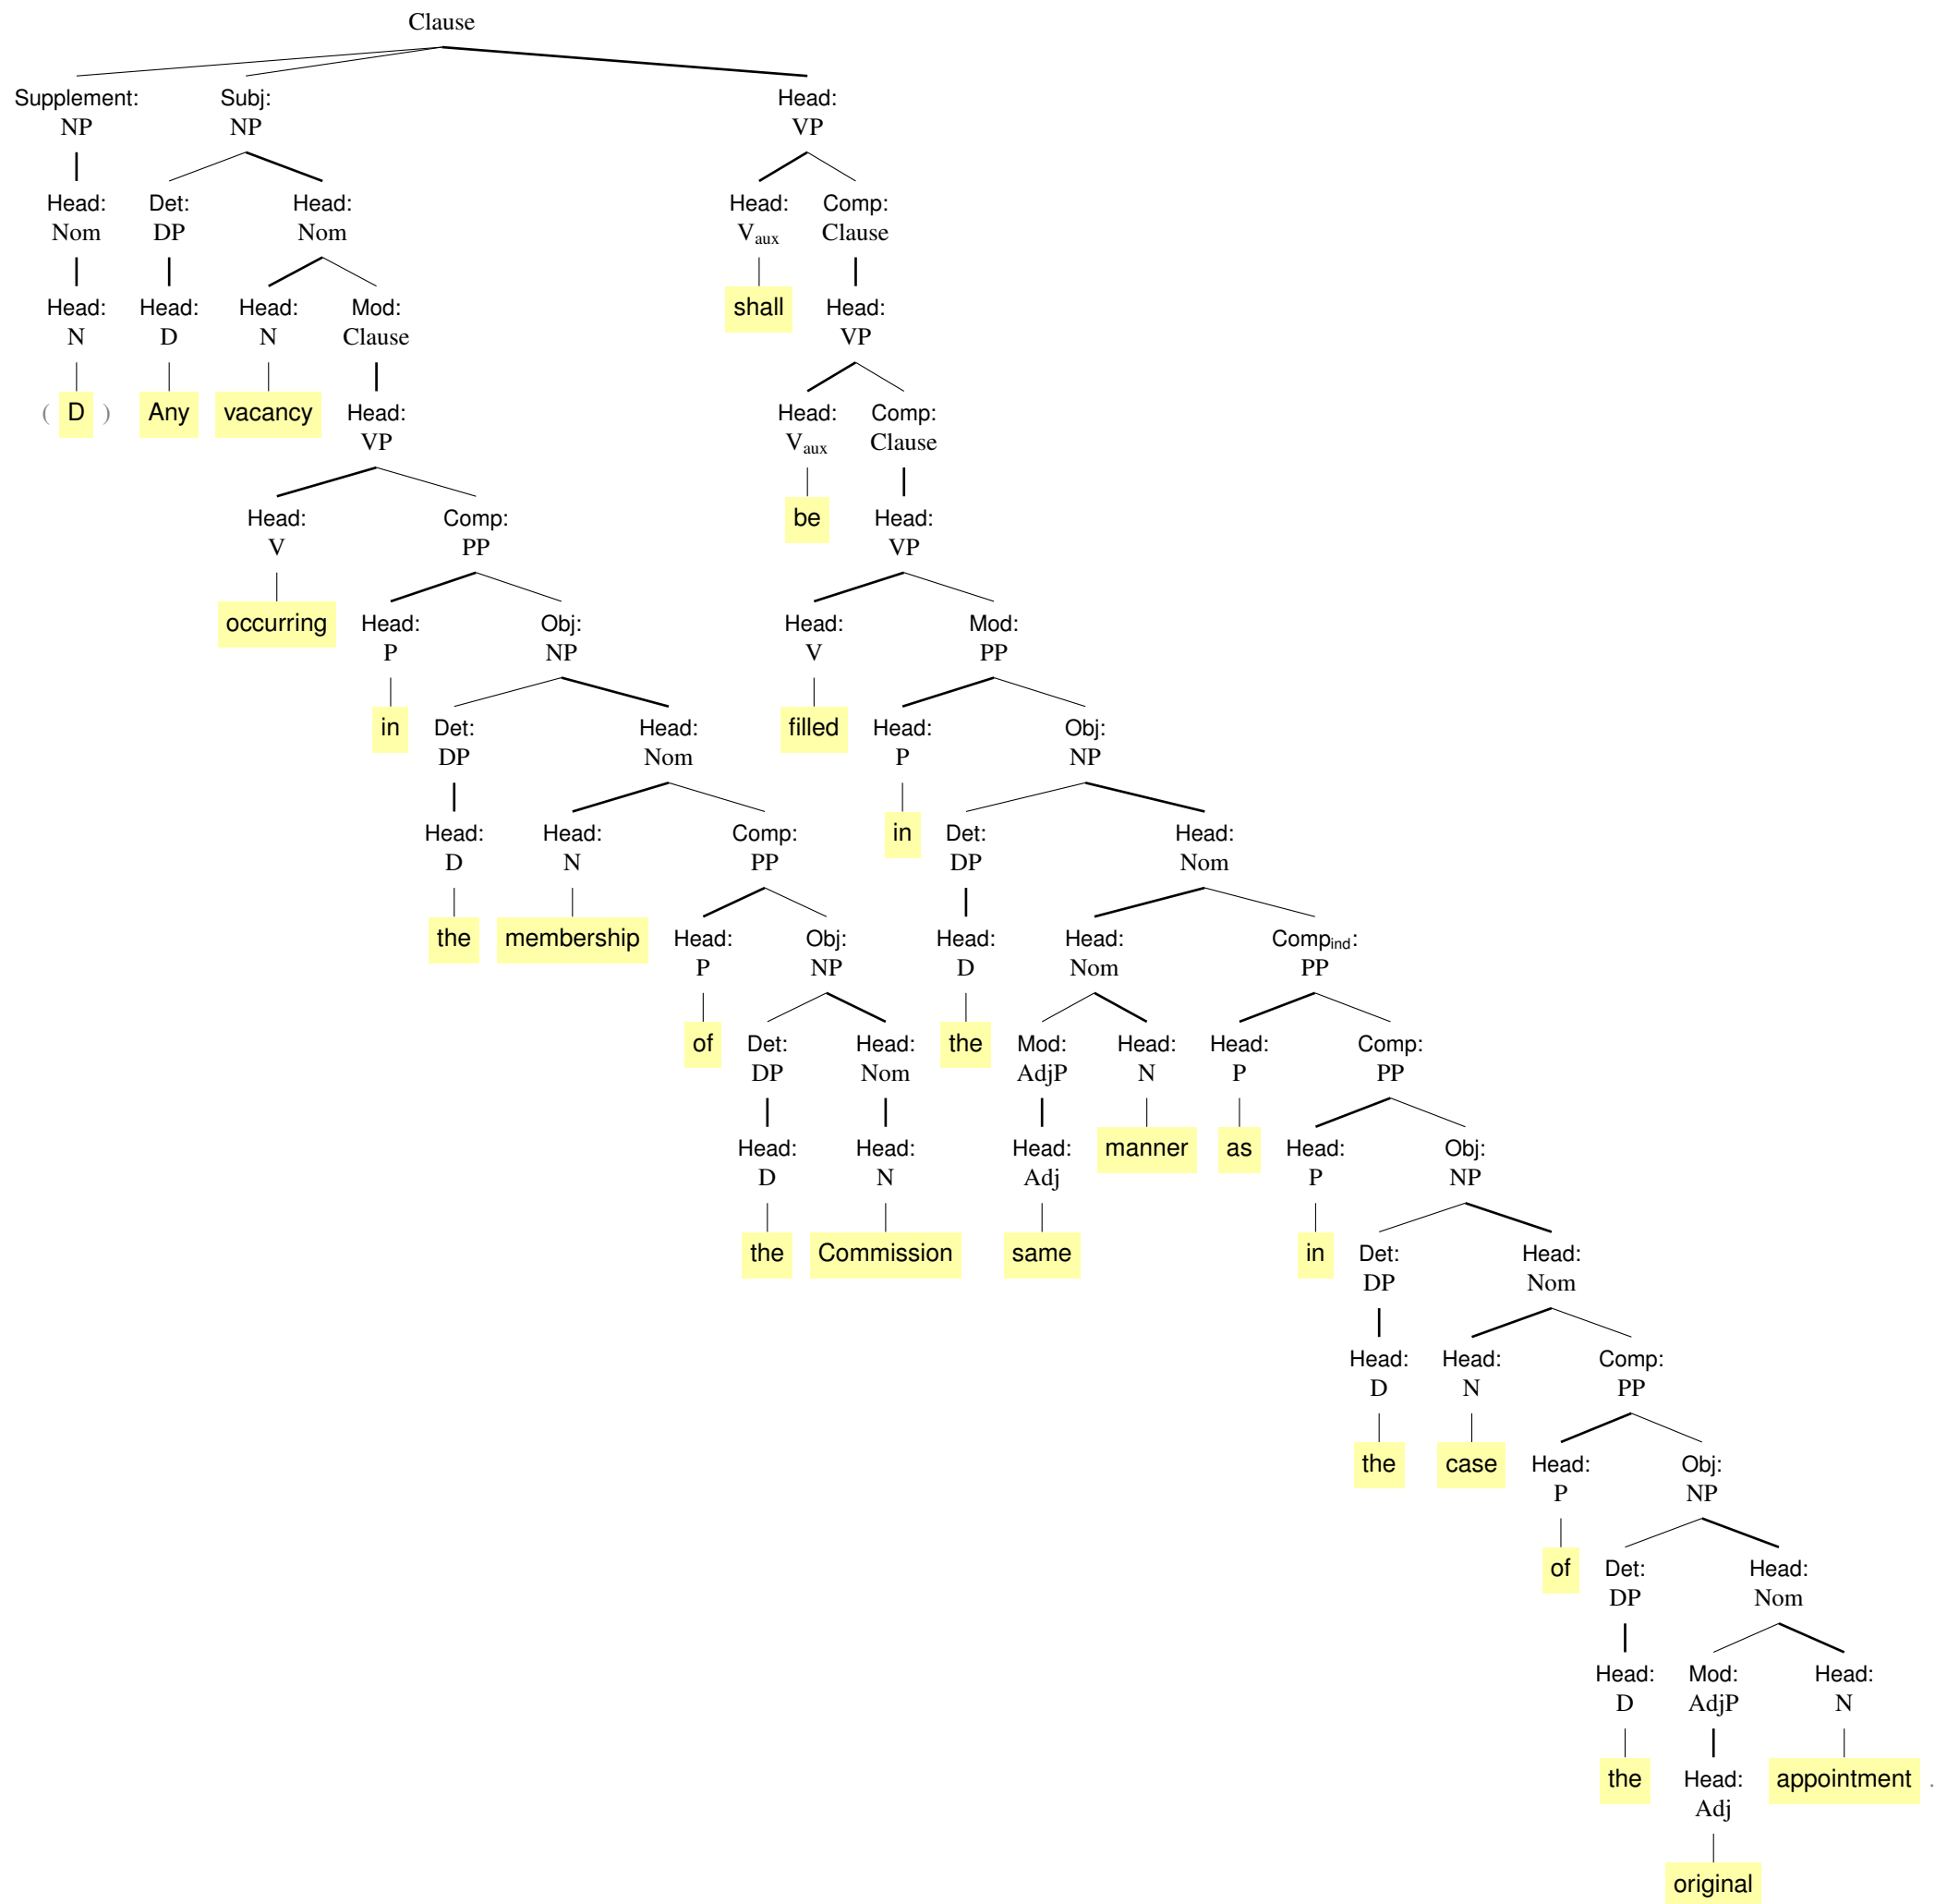 Clause
Supplement: Subj: Head:
NP NP VP
Head: Det: Head: Head: Comp:
Nom DP Nom Vaux Clause
Head: Head: Head: Mod: shall Head:
N D N Clause VP
( D ) Any vacancy Head: Head: Comp:
VP Vaux Clause
Head: Comp: be Head:
V PP VP
occurring Head: Obj: Head: Mod:
P NP V PP
in Det: Head: filled Head: Obj:
DP Nom P NP
Head: Head: Comp: in Det: Head:
D N PP DP Nom
the membership Head: Obj: Head: Head: Compind:
P NP D Nom PP
of Det: Head: the Mod: Head: Head: Comp:
DP Nom AdjP N P PP
Head: Head: Head: manner as Head: Obj:
D N Adj P NP
the Commission same in Det: Head:
DP Nom
Head: Head: Comp:
D N PP
the case Head: Obj:
P NP
of Det: Head:
DP Nom
Head: Mod: Head:
D AdjP N
the Head: appointment .
Adj
original